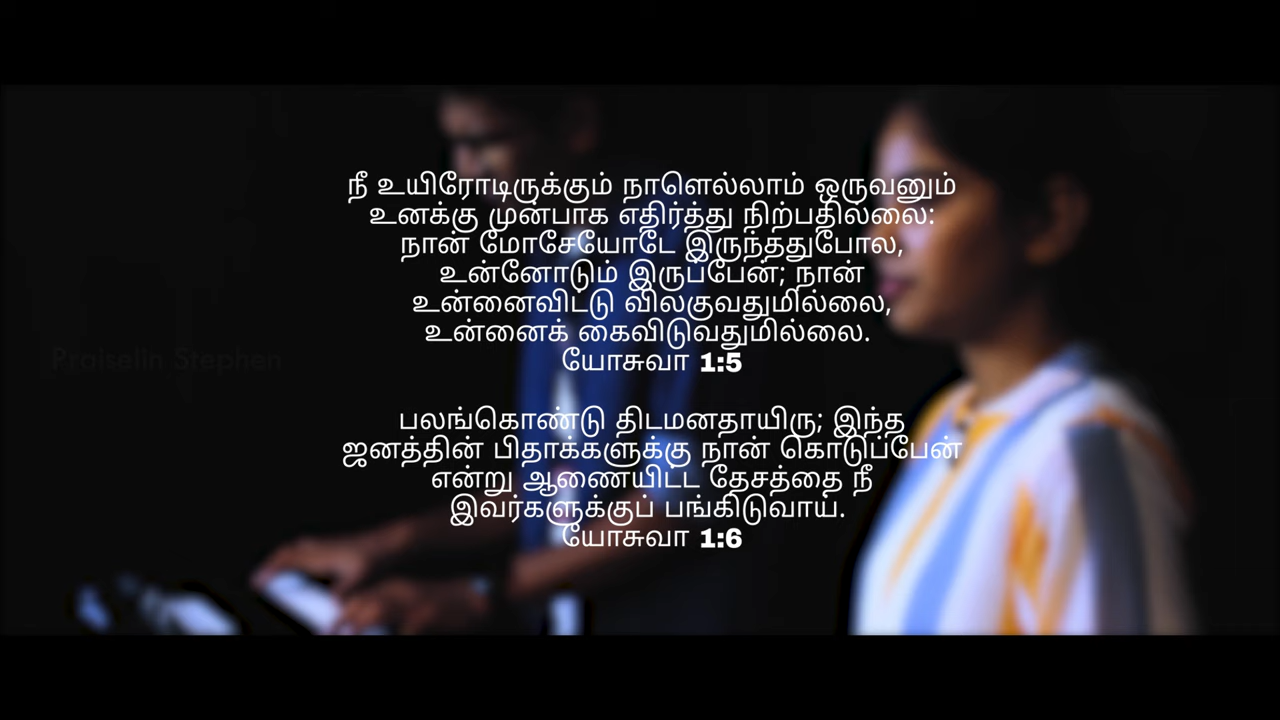 நீ உயிரோடிருக்கும் நாளெல்லாம் ஒருவனும்
உனக்கு முன்பாக எதிர்த்து நிற்பதில்லை:
நான் மோசேயோடே இருந்ததுபோல,
உன்னோடும் இருப்பேன்; நான்
உன்னைவிட்டு விலகுவதுமில்லை,
உன்னைக் கைவிடுவதுமில்லை.
யோசுவா 1:5
Praiselin Stephen
பலங்கொண்டு திடமனதாயிரு; இந்த
ஜனத்தின் பிதாக்களுக்கு நான் கொடுப்பேன்
என்று ஆணையிட்ட தேசத்தை நீ
இவர்களுக்குப் பங்கிடுவாய்.
யோசுவா 1:6